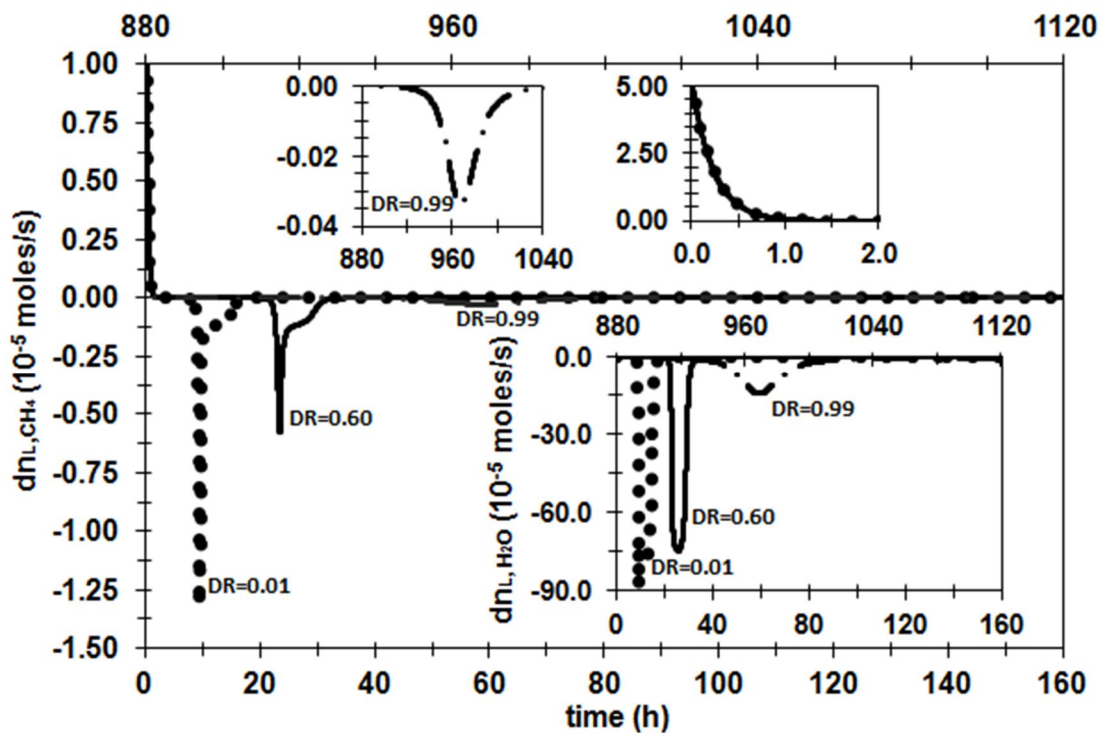 880 960 1040 1120
1.00
0.75
0.50
0.25
0.00
-0.25
-0.50
-0.75
-1.00
-1.25
-1.50
dnL,CH4 (10-5 moles/s)
0 20 40 60 80 100 120 140 160
time (h)
0.00
-0.02
-0.04
DR=0.99
880 960 1040
5.00
2.50
0.00
0.0 1.0 2.0
DR=0.99
DR=0.60
DR=0.01
880 960 1040 1120
0.0
-30.0
-60.0
-90.0
dnL,H2O (10-5 moles/s)
DR=0.99
DR=0.60
DR=0.01
0 40 80 120 160